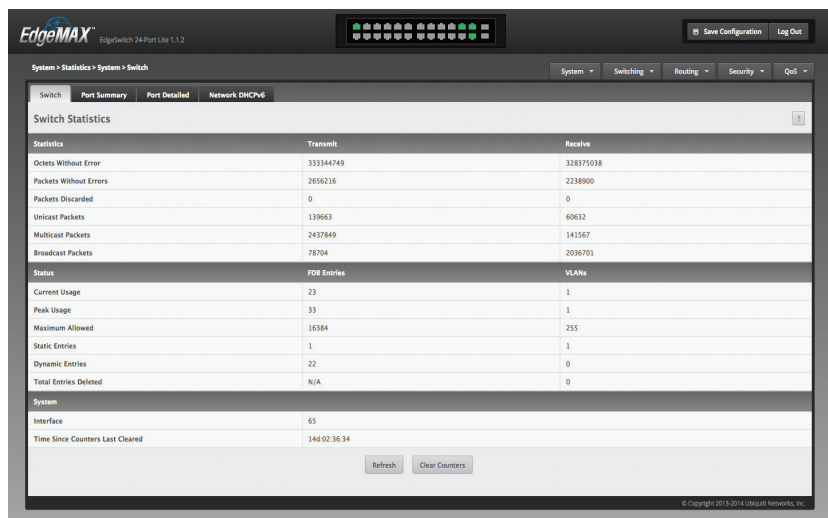 EdgeMAX™ EdgeSwitch 24-Port Lite 1.1.2
Save Configuration Log Out
System > Statistics > System > Switch
System Switching Routing Security QoS
Switch Port Summary Port Detailed Network DHCPv6
Switch Statistics ?
Statistics Transmit Receive
Octets Without Error 333344749 328375038
Packets Without Errors 2656216 2238900
Packets Discarded 0 0
Unicast Packets 139663 60632
Multicast Packets 2437849 141567
Broadcast Packets 78704 2036701
Status FDB Entries VLANs
Current Usage 23 1
Peak Usage 33 1
Maximum Allowed 16384 255
Static Entries 1 1
Dynamic Entries 22 0
Total Entries Deleted N/A 0
System
Interface 65
Time Since Counters Last Cleared 14d:02:36:34
Refresh Clear Counters
© Copyright 2013-2014 Ubiquiti Networks, Inc.